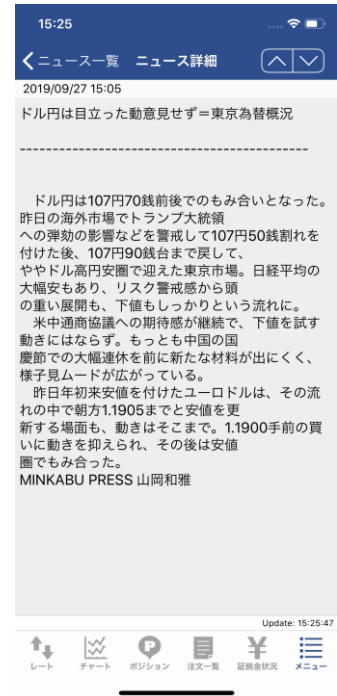 15:25
ニュース一覧 ニュース詳細
2019/09/27 15:05
ドル円は目立った動意見せず＝東京為替概況
-------------------------------------------
ドル円は107円70銭前後でのもみ合いとなった。
昨日の海外市場でトランプ大統領
への弾劾の影響などを警戒して107円50銭割れを
付けた後、107円90銭台まで戻して、
ややドル高円安圏で迎えた東京市場。日経平均の
大幅安もあり、リスク警戒感から頭
の重い展開も、下値もしっかりという流れに。
米中通商協議への期待感が継続で、下値を試す
動きにはならず。もっとも中国の国
慶節での大幅連休を前に新たな材料が出にくく、
様子見ムードが広がっている。
昨日年初来安値を付けたユーロドルは、その流
れの中で朝方1.1905までと安値を更
新する場面も、動きはそこまで。1.1900手前の買
いに動きを抑えられ、その後は安値
圏でもみ合った。
MINKABU PRESS 山岡和雅
Update: 15:25:47
レート チャート ポジション 注文一覧 証拠金状況 メニュー